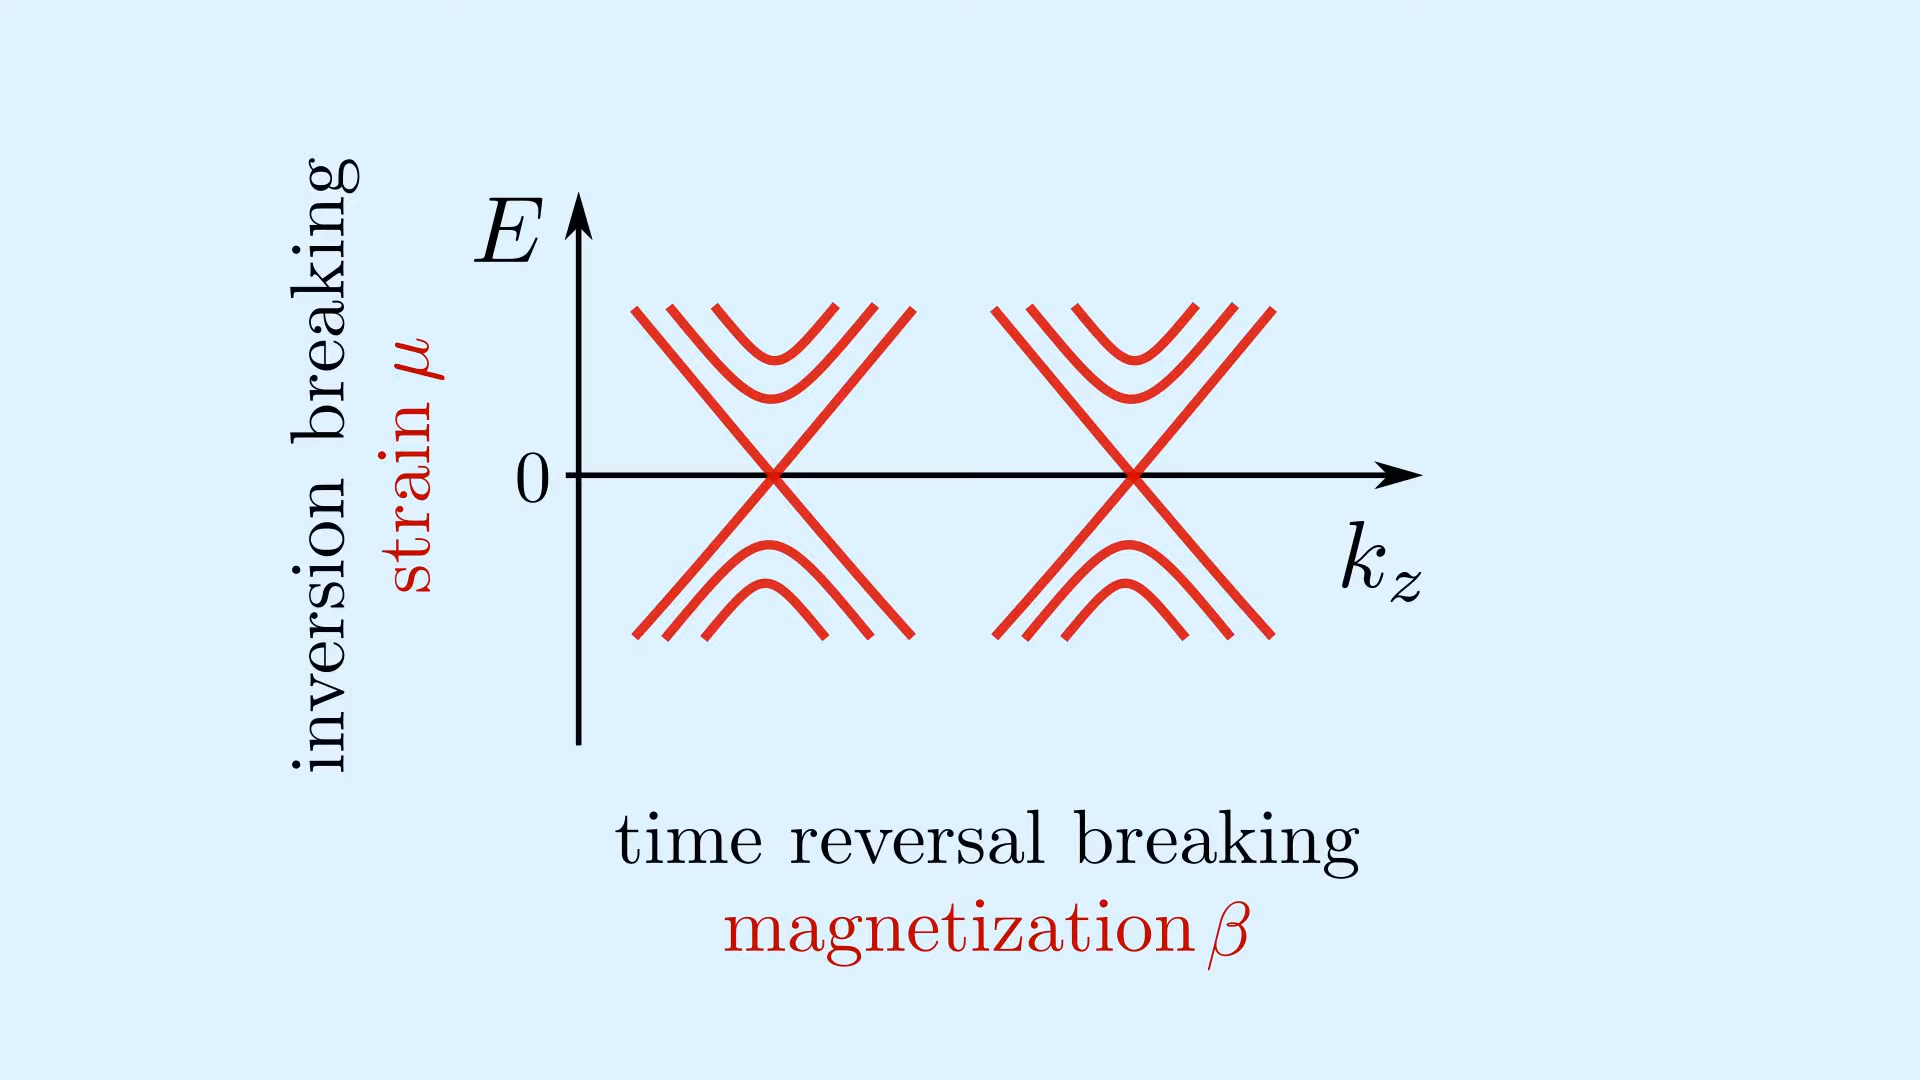 inversion breaking
strain μ
E
0
k_z
time reversal breaking
magnetization β